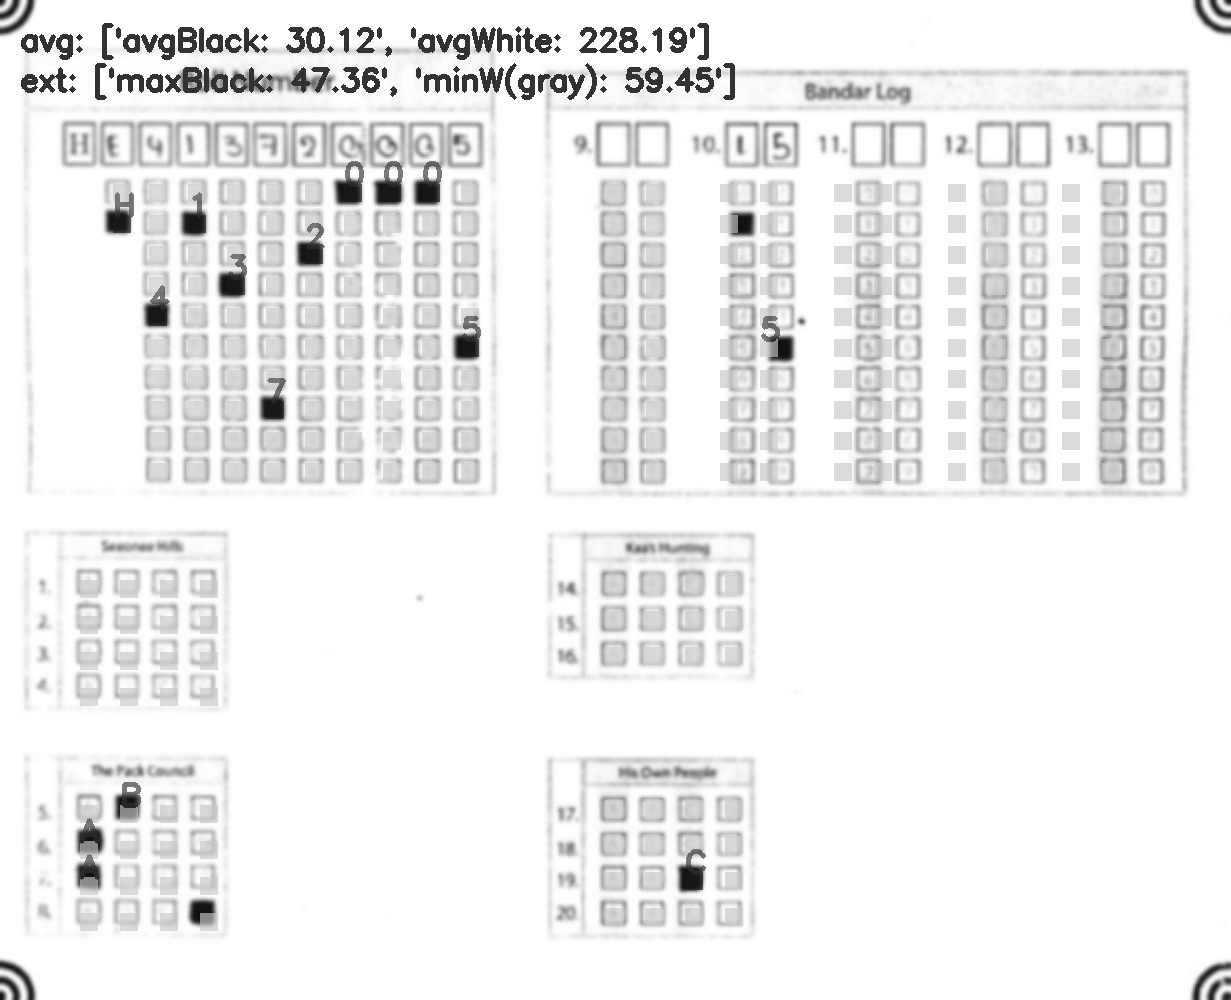 avg: ['avgBlack: 30.12', 'avgWhite: 228.19']
ext: ['maxBlack: 47.36', 'minW(gray): 59.45']
Bandar Log
H E 4 1 3 7 2 0 0 0 5
9. 10. 1 5 11. 12. 13.
0 0 0
H 1
2
3
4
5 5
7
Seeonee Hills Kaa's Hunting
1. 14.
2. 15.
3. 16.
4.
The Pack Council His Own People
B
5. 17.
A
6. 18.
A C
7. 19.
8. 20.